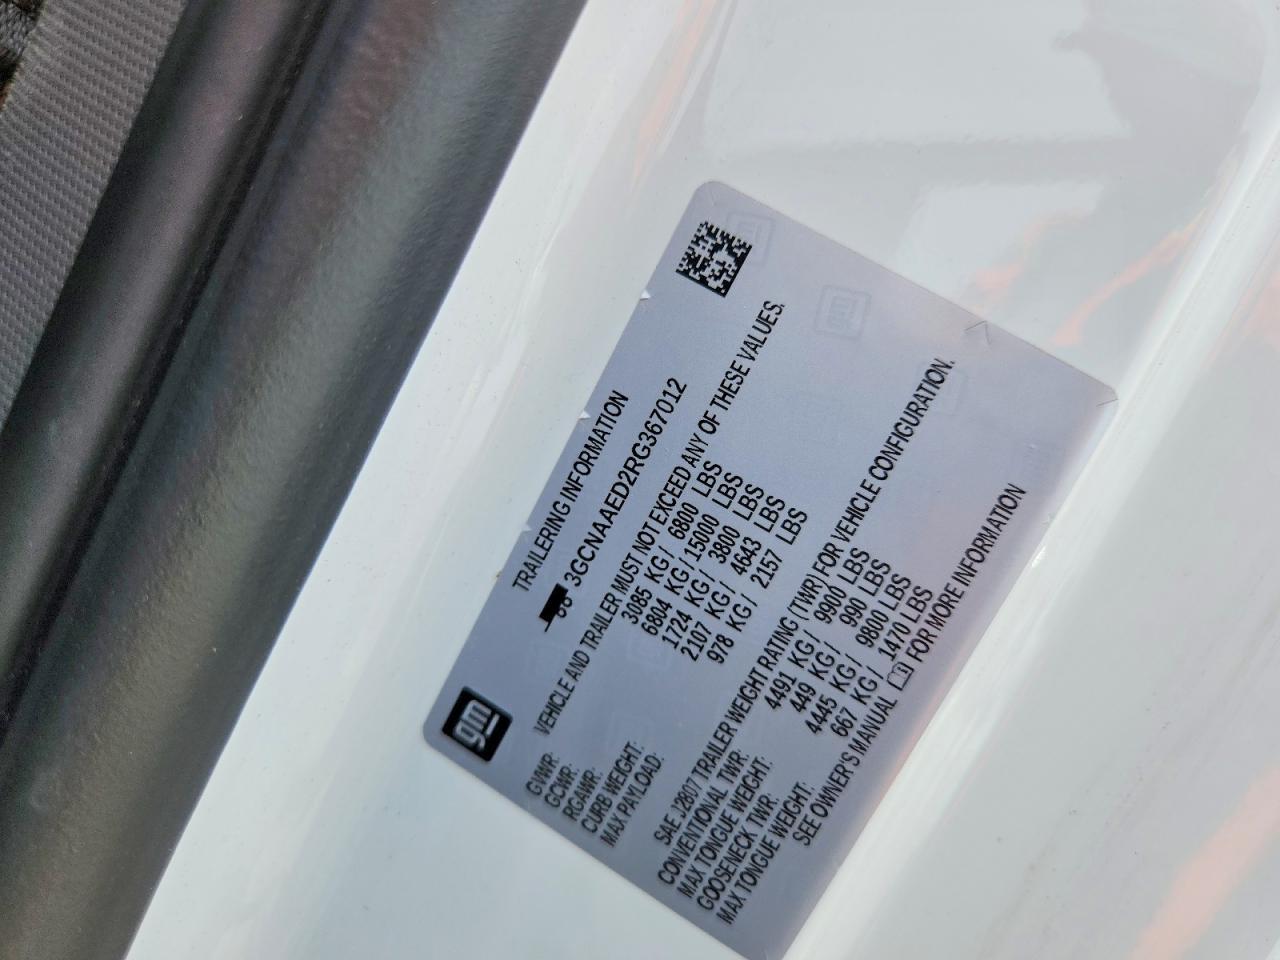 gm
TRAILERING INFORMATION
3GCNAAED2RG367012
VEHICLE AND TRAILER MUST NOT EXCEED ANY OF THESE VALUES.
GVWR: 3085 KG / 6800 LBS
GCWR: 6804 KG / 15000 LBS
RGAWR: 1724 KG / 3800 LBS
CURB WEIGHT: 2107 KG / 4643 LBS
MAX PAYLOAD: 978 KG / 2157 LBS
SAE J2807 TRAILER WEIGHT RATING (TWR) FOR VEHICLE CONFIGURATION.
CONVENTIONAL TWR: 4491 KG / 9900 LBS
MAX TONGUE WEIGHT: 449 KG / 990 LBS
GOOSENECK TWR: 4445 KG / 9800 LBS
MAX TONGUE WEIGHT: 667 KG / 1470 LBS
SEE OWNER'S MANUAL FOR MORE INFORMATION